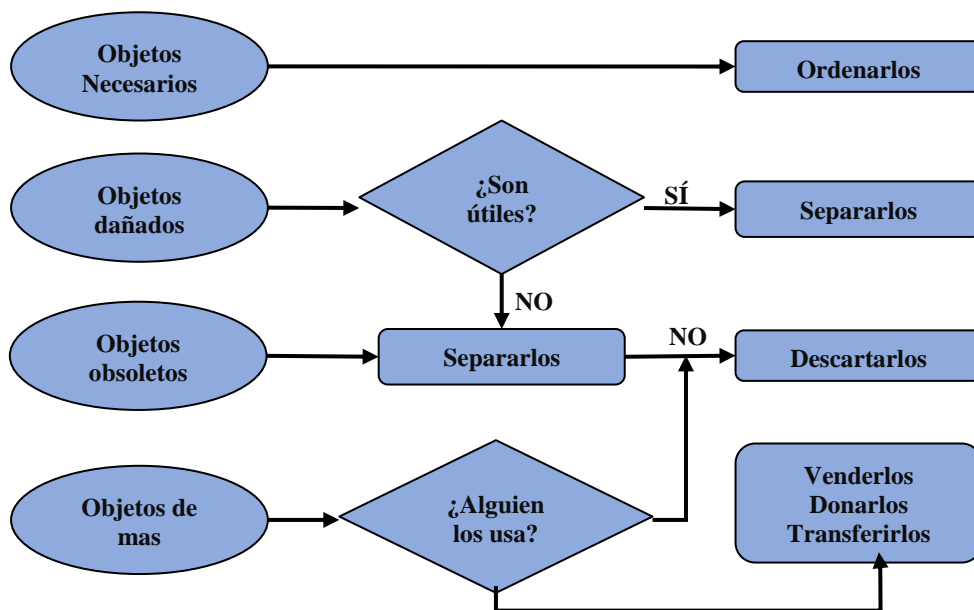 Objetos
Necesarios
Ordenarlos
Objetos
dañados
¿Son
útiles?
SÍ
Separarlos
NO
Objetos
obsoletos
Separarlos
NO
Descartarlos
Objetos de
mas
¿Alguien
los usa?
Venderlos
Donarlos
Transferirlos